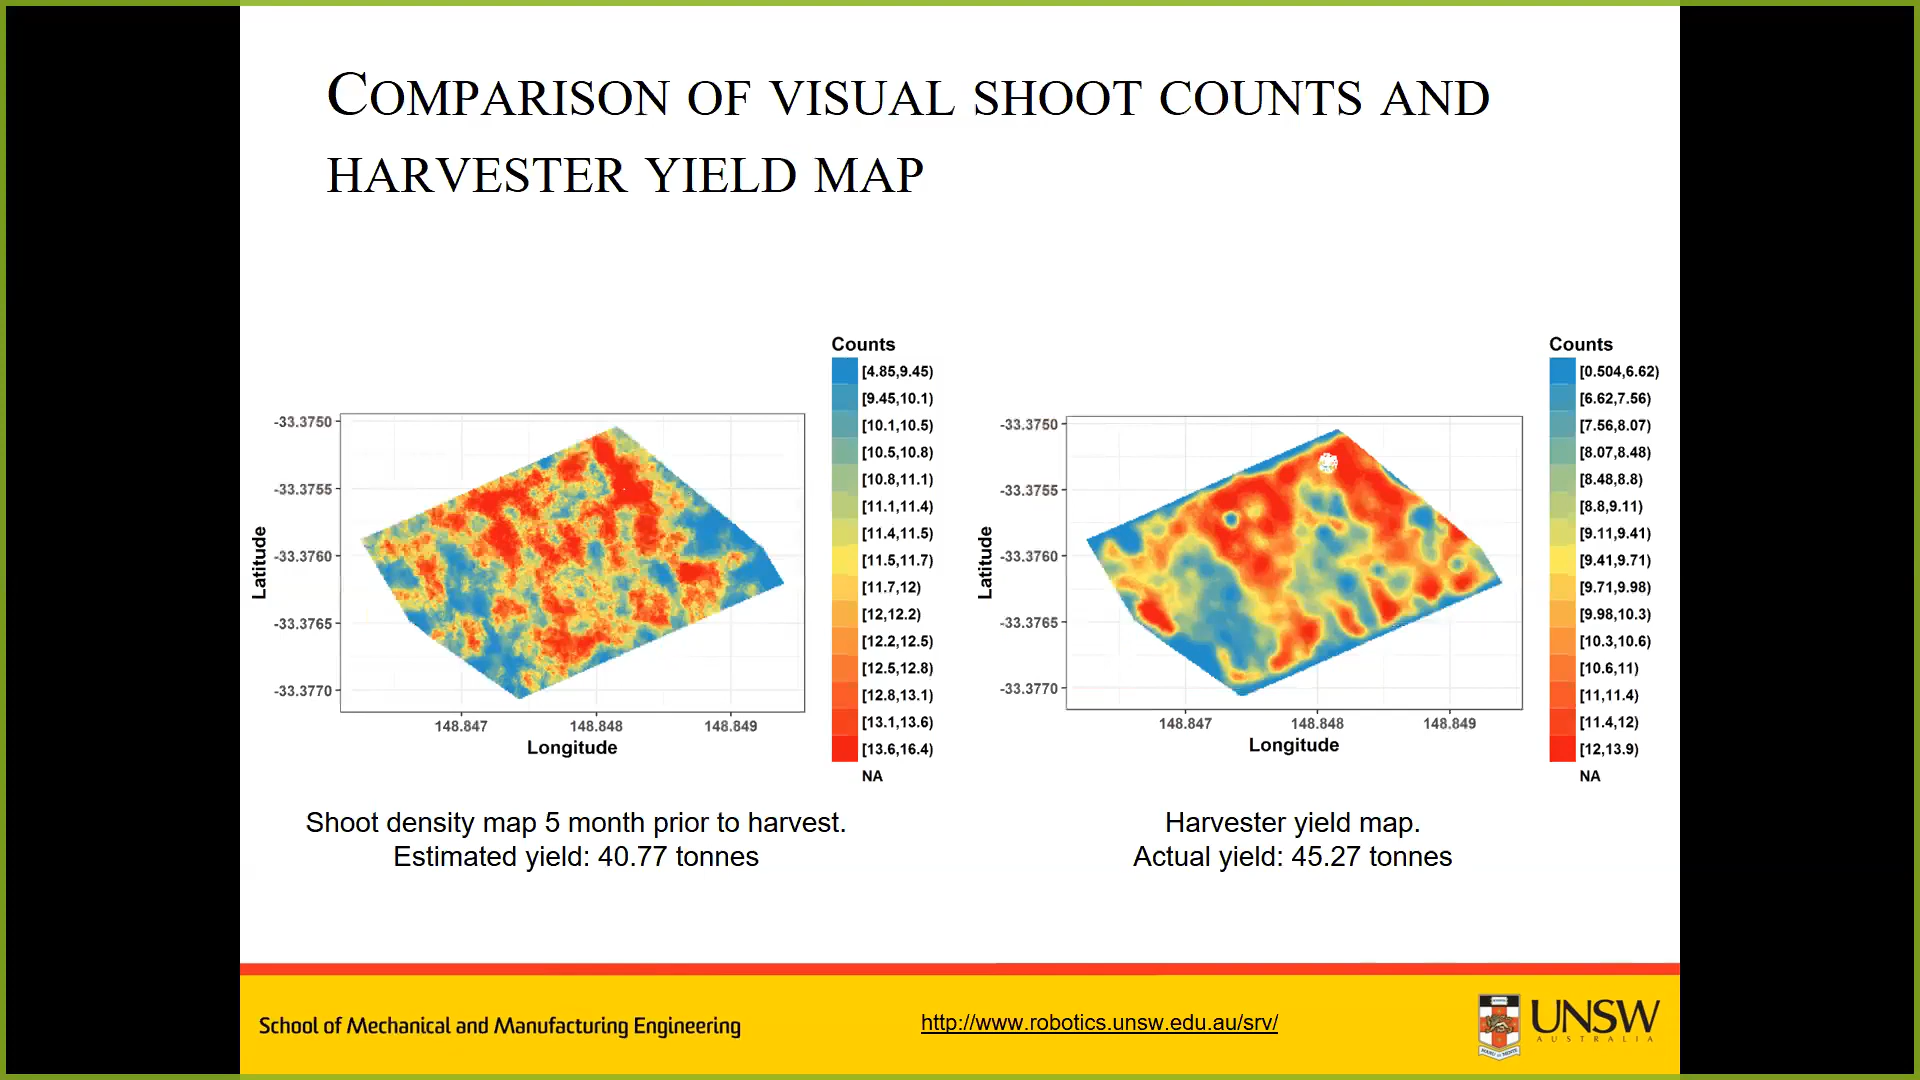 COMPARISON OF VISUAL SHOOT COUNTS AND
HARVESTER YIELD MAP
Counts
[4.85,9.45)
[9.45,10.1)
[10.1,10.5)
[10.5,10.8)
[10.8,11.1)
[11.1,11.4)
[11.4,11.5)
[11.5,11.7)
[11.7,12)
[12,12.2)
[12.2,12.5)
[12.5,12.8)
[12.8,13.1)
[13.1,13.6)
[13.6,16.4)
NA
Latitude
-33.3750
-33.3755
-33.3760
-33.3765
-33.3770
148.847 148.848 148.849
Longitude
Shoot density map 5 month prior to harvest.
Estimated yield: 40.77 tonnes
Counts
[0.504,6.62)
[6.62,7.56)
[7.56,8.07)
[8.07,8.48)
[8.48,8.8)
[8.8,9.11)
[9.11,9.41)
[9.41,9.71)
[9.71,9.98)
[9.98,10.3)
[10.3,10.6)
[10.6,11)
[11,11.4)
[11.4,12)
[12,13.9)
NA
Latitude
-33.3750
-33.3755
-33.3760
-33.3765
-33.3770
148.847 148.848 148.849
Longitude
Harvester yield map.
Actual yield: 45.27 tonnes
School of Mechanical and Manufacturing Engineering
http://www.robotics.unsw.edu.au/srv/
UNSW
AUSTRALIA